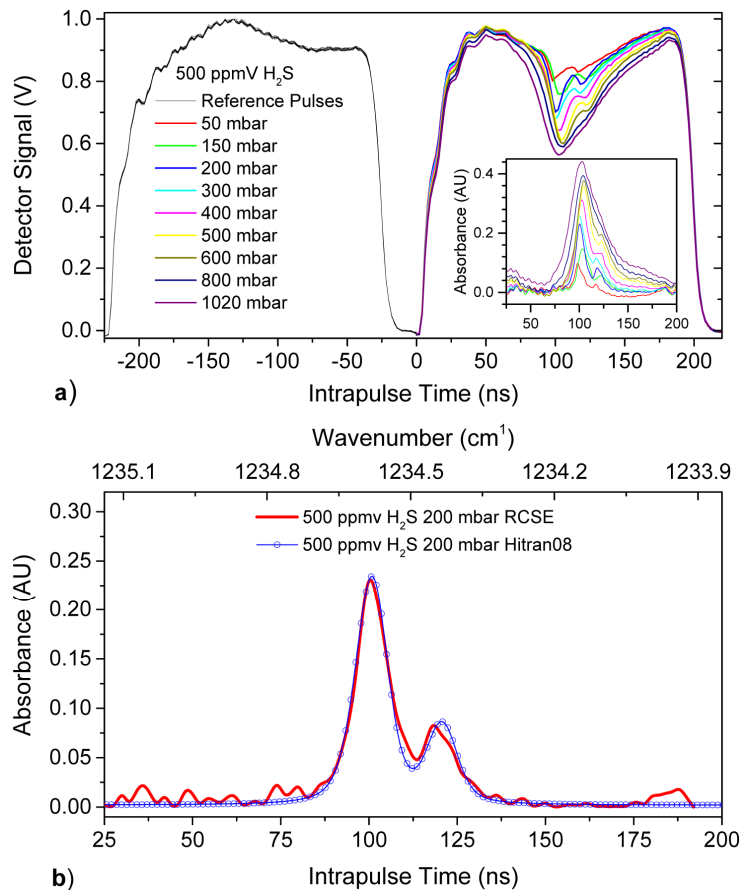 Detector Signal (V)
1.0
0.8
0.6
0.4
0.2
0.0
500 ppmV H₂S
Reference Pulses
50 mbar
150 mbar
200 mbar
300 mbar
400 mbar
500 mbar
600 mbar
800 mbar
1020 mbar
Absorbance (AU)
0.4
0.2
0.0
50 100 150 200
-200 -150 -100 -50 0 50 100 150 200
Intrapulse Time (ns)
a)
Wavenumber (cm¹)
1235.1 1234.8 1234.5 1234.2 1233.9
Absorbance (AU)
0.30
0.25
0.20
0.15
0.10
0.05
0.00
500 ppmv H₂S 200 mbar RCSE
500 ppmv H₂S 200 mbar Hitran08
25 50 75 100 125 150 175 200
Intrapulse Time (ns)
b)